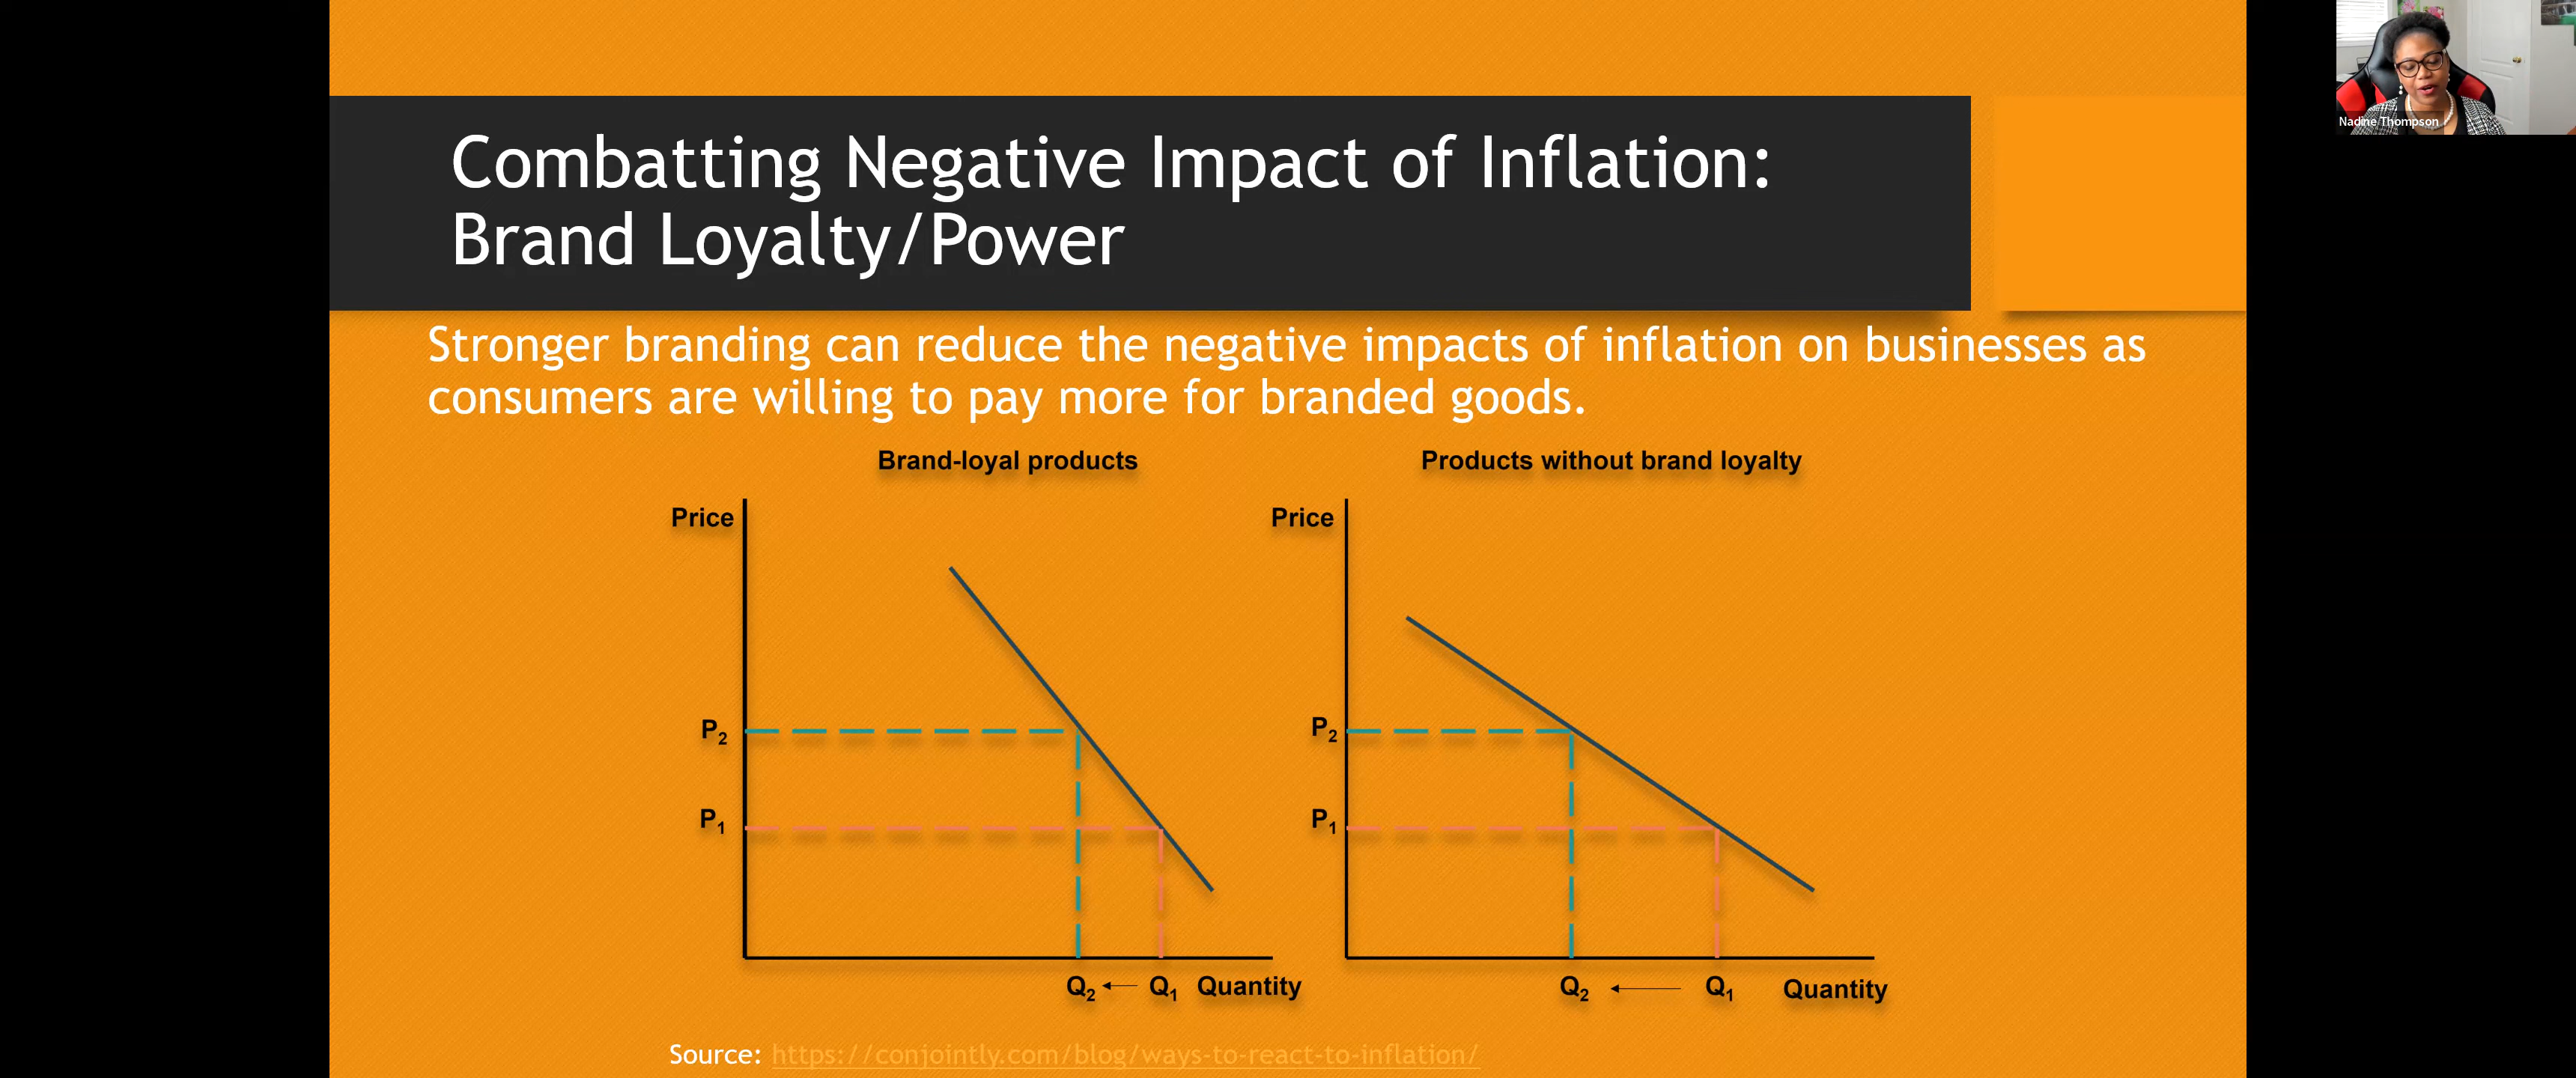 Combatting Negative Impact of Inflation:
Brand Loyalty/Power
Nadine Thompson
Stronger branding can reduce the negative impacts of inflation on businesses as
consumers are willing to pay more for branded goods.
Brand-loyal products
Price
P2
P1
Q2 ← Q1 Quantity
Products without brand loyalty
Price
P2
P1
Q2 ← Q1 Quantity
Source: https://conjointly.com/blog/ways-to-react-to-inflation/